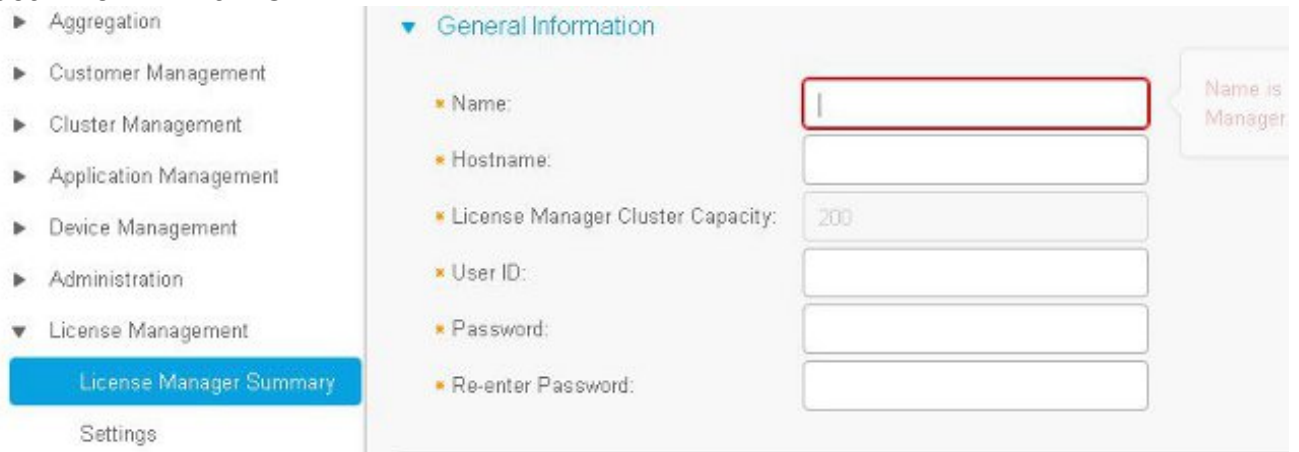 Aggregation
Customer Management
Cluster Management
Application Management
Device Management
Administration
License Management
License Manager Summary
Settings
General Information
* Name:
* Hostname:
* License Manager Cluster Capacity: 200
* User ID:
* Password:
* Re-enter Password:
Name is
Manager